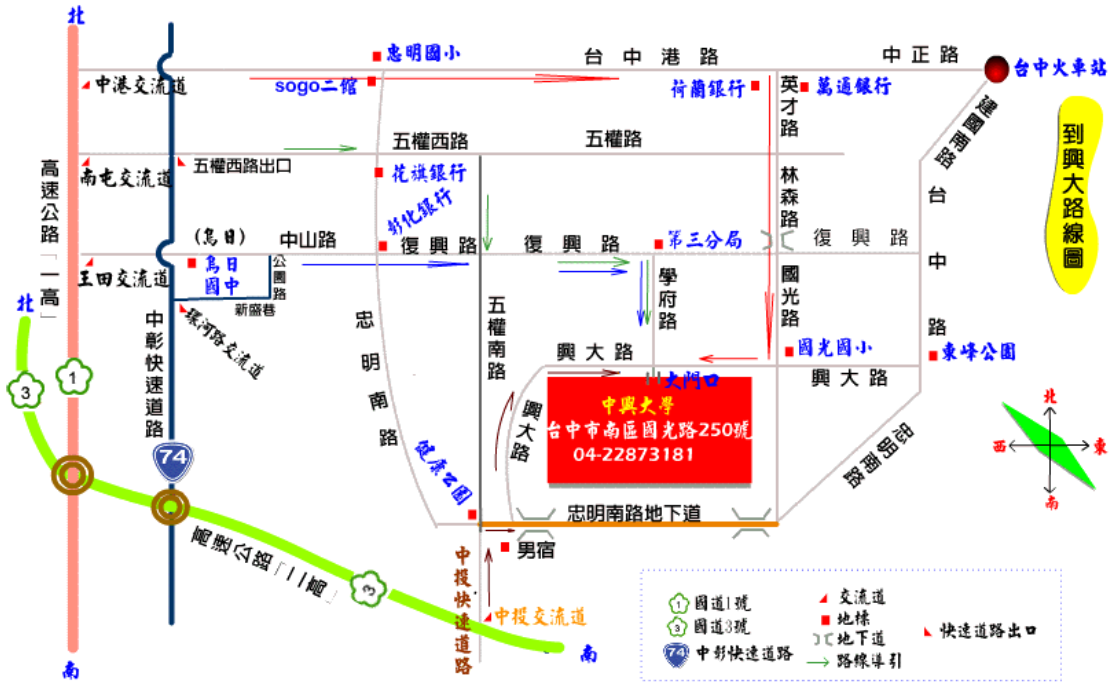 北
忠明國小
台中港路
中正路
台中火車站
中港交流道
sogo二館
荷蘭銀行
英才路
萬通銀行
建國南路
到興大路線圖
五權西路
五權路
高速公路「一高」
南屯交流道
五權西路出口
花旗銀行
林森路
台中路
彰化銀行
(烏日)
中山路
復興路
復興路
第三分局
復興路
王田交流道
烏日
國中
公園路
新盛巷
學府路
國光路
北
中彰快速道路
環河路交流道
忠明南路
五權南路
興大路
國光國小
東峰公園
1
3
大門口
興大路
中興大學
台中市南區國光路250號
04-22873181
興大路
忠明南路
北
西
東
南
74
健康公園
忠明南路地下道
高速公路「二高」
男宿
中投快速道路
3
中投交流道
南
南
1 國道1號
3 國道3號
74 中彰快速道路
交流道
地標
地下道
路線導引
快速道路出口